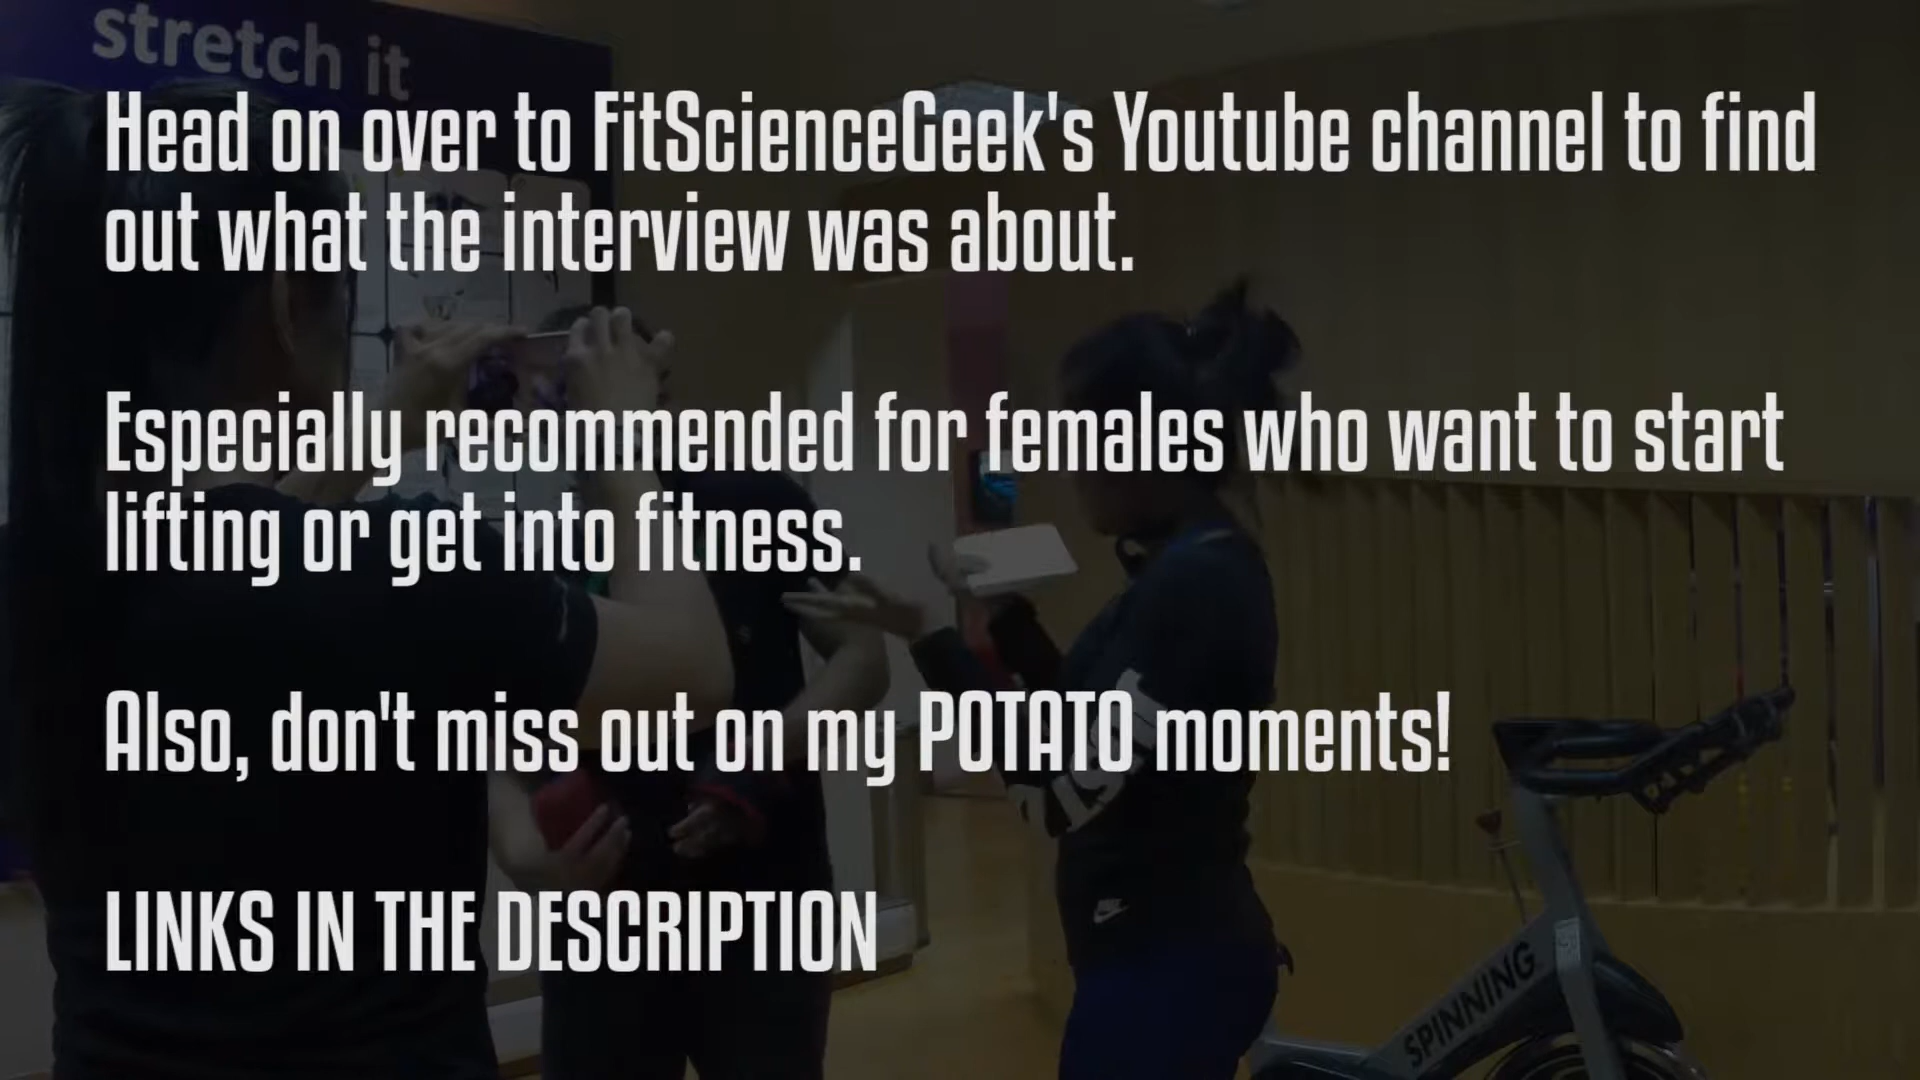 stretch it
Head on over to FitScienceGeek's Youtube channel to find
out what the interview was about.
Especially recommended for females who want to start
lifting or get into fitness.
Also, don't miss out on my POTATO moments!
LINKS IN THE DESCRIPTION
SPINNING